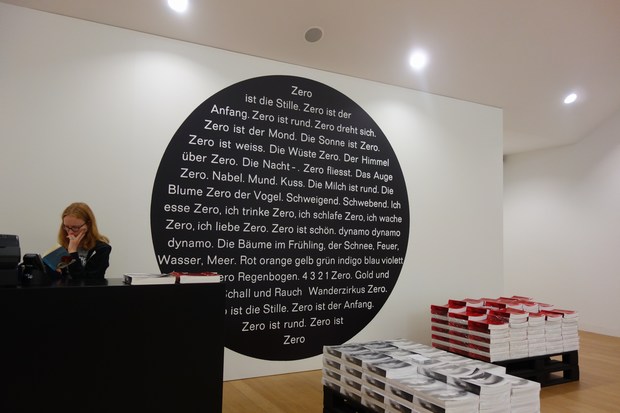 Zero
ist die Stille. Zero ist der
Anfang. Zero ist rund. Zero dreht sich.
Zero ist der Mond. Die Sonne ist Zero.
Zero ist weiss. Die Wüste Zero. Der Himmel
über Zero. Die Nacht–. Zero fliesst. Das Auge
Zero. Nabel. Mund. Kuss. Die Milch ist rund. Die
Blume Zero der Vogel. Schweigend. Schwebend. Ich
esse Zero, ich trinke Zero, ich schlafe Zero, ich wache
Zero, ich liebe Zero. Zero ist schön. dynamo dynamo
dynamo. Die Bäume im Frühling, der Schnee, Feuer,
Wasser, Meer. Rot orange gelb grün indigo blau violett
Regenbogen. 4 3 2 1 Zero. Gold und
Schall und Rauch Wanderzirkus Zero.
ist die Stille. Zero ist der Anfang.
Zero ist rund. Zero ist
Zero